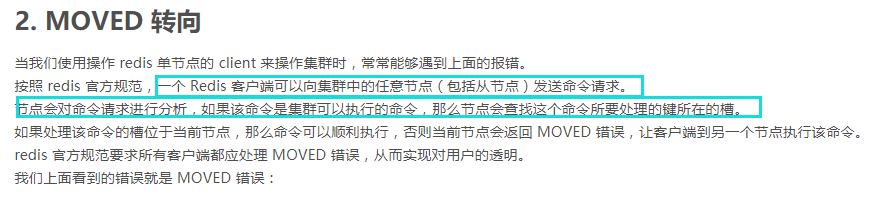 2. MOVED 转向
当我们使用操作 redis 单节点的 client 来操作集群时，常常能够遇到上面的报错。
按照 redis 官方规范，一个 Redis 客户端可以向集群中的任意节点（包括从节点）发送命令请求。
节点会对命令请求进行分析，如果该命令是集群可以执行的命令，那么节点会查找这个命令所要处理的键所在的槽。
如果处理该命令的槽位于当前节点，那么命令可以顺利执行，否则当前节点会返回 MOVED 错误，让客户端到另一个节点执行该命令。
redis 官方规范要求所有客户端都应处理 MOVED 错误，从而实现对用户的透明。
我们上面看到的错误就是 MOVED 错误：